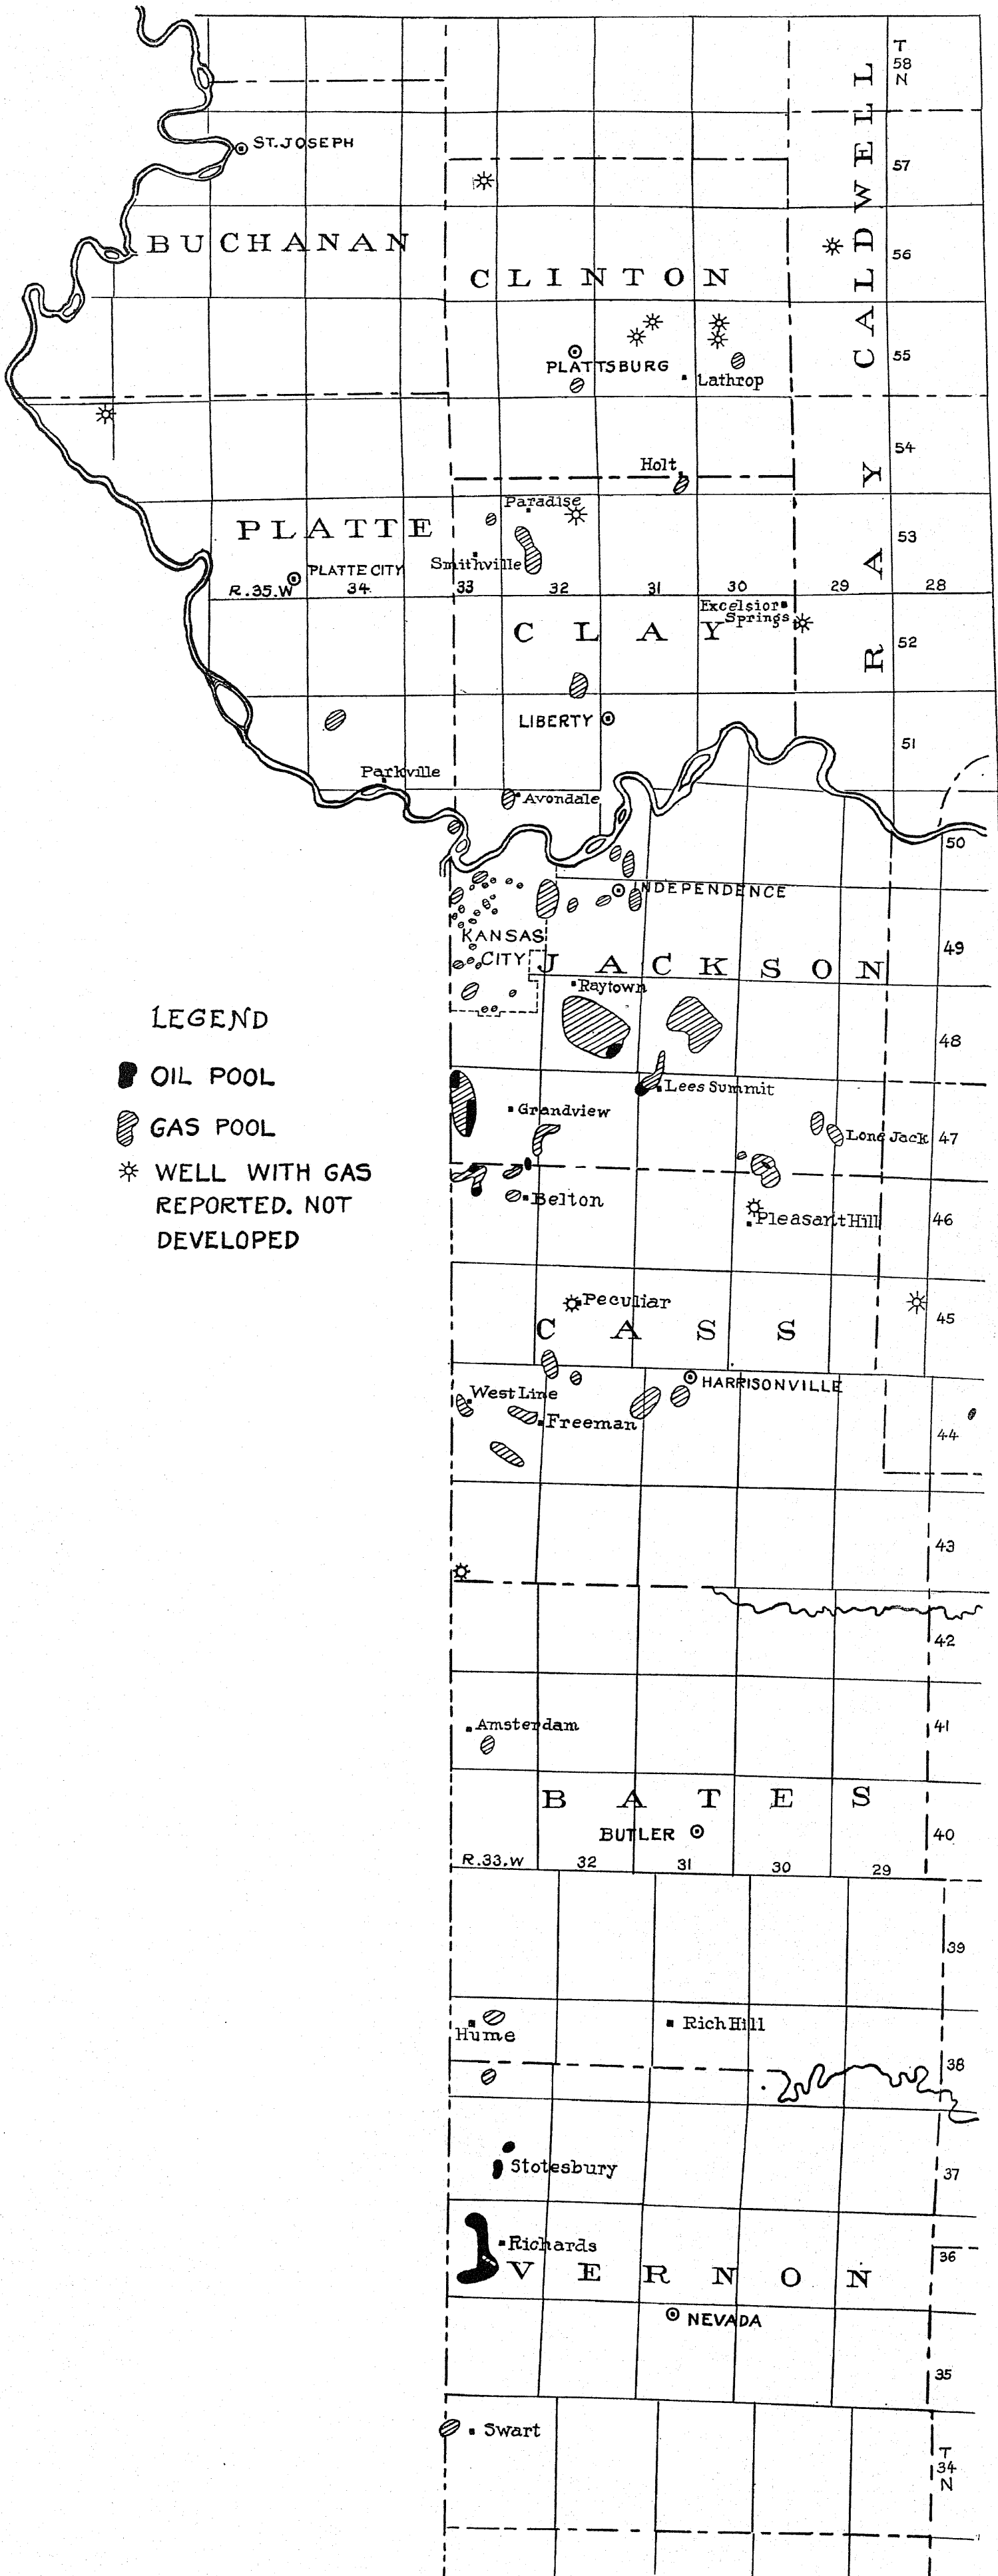 T
58
N
ST. JOSEPH
57
CALDWELL
BUCHANAN
56
CLINTON
PLATTSBURG
55
Lathrop
54
Holt
RAY
Paradise
PLATTE
53
Smithville
PLATTE CITY
R.35.W 34 33 32 31 30 29 28
Excelsior
Springs
CLAY
52
LIBERTY
51
Parkville
Avondale
50
INDEPENDENCE
KANSAS
CITY
49
JACKSON
Raytown
LEGEND
48
OIL POOL
Lees Summit
Grandview
GAS POOL
Lone Jack
47
WELL WITH GAS
REPORTED. NOT
DEVELOPED
Belton
Pleasant Hill
46
Peculiar
45
CASS
HARRISONVILLE
West Line
Freeman
44
43
42
Amsterdam
41
BATES
BUTLER
40
R.33.W 32 31 30 29
39
Rich Hill
Hume
38
Stotesbury
37
Richards
36
VERNON
NEVADA
35
Swart
T
34
N